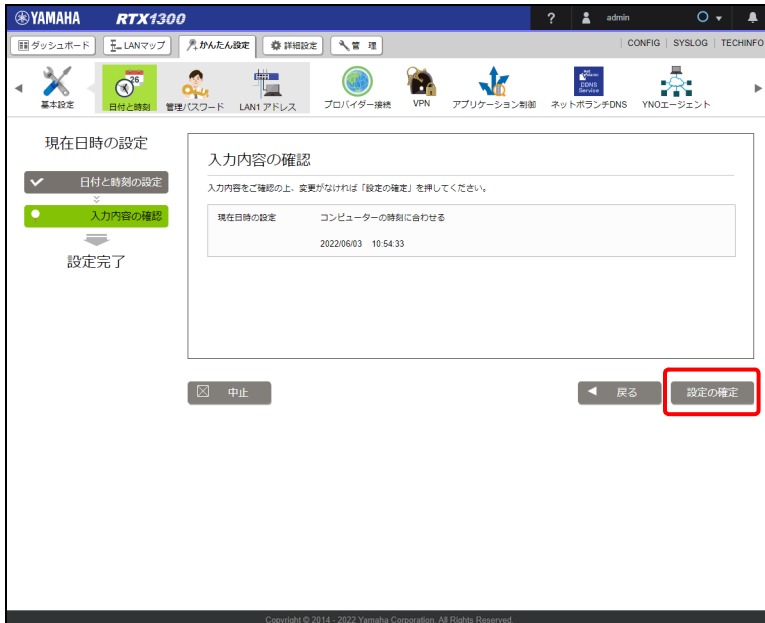 YAMAHA RTX1300 ? admin
ダッシュボード LANマップ かんたん設定 詳細設定 管 理 CONFIG SYSLOG TECHINFO
基本設定 日付と時刻 管理パスワード LAN1 アドレス プロバイダー接続 VPN アプリケーション制御 ネットボランチDNS YNOエージェント
26
DDNS
Service
現在日時の設定
日付と時刻の設定
入力内容の確認
設定完了
入力内容の確認
入力内容をご確認の上、変更がなければ「設定の確定」を押してください。
現在日時の設定 コンピューターの時刻に合わせる
2022/06/03 10:54:33
中止 戻る 設定の確定
Copyright © 2014 - 2022 Yamaha Corporation. All Rights Reserved.